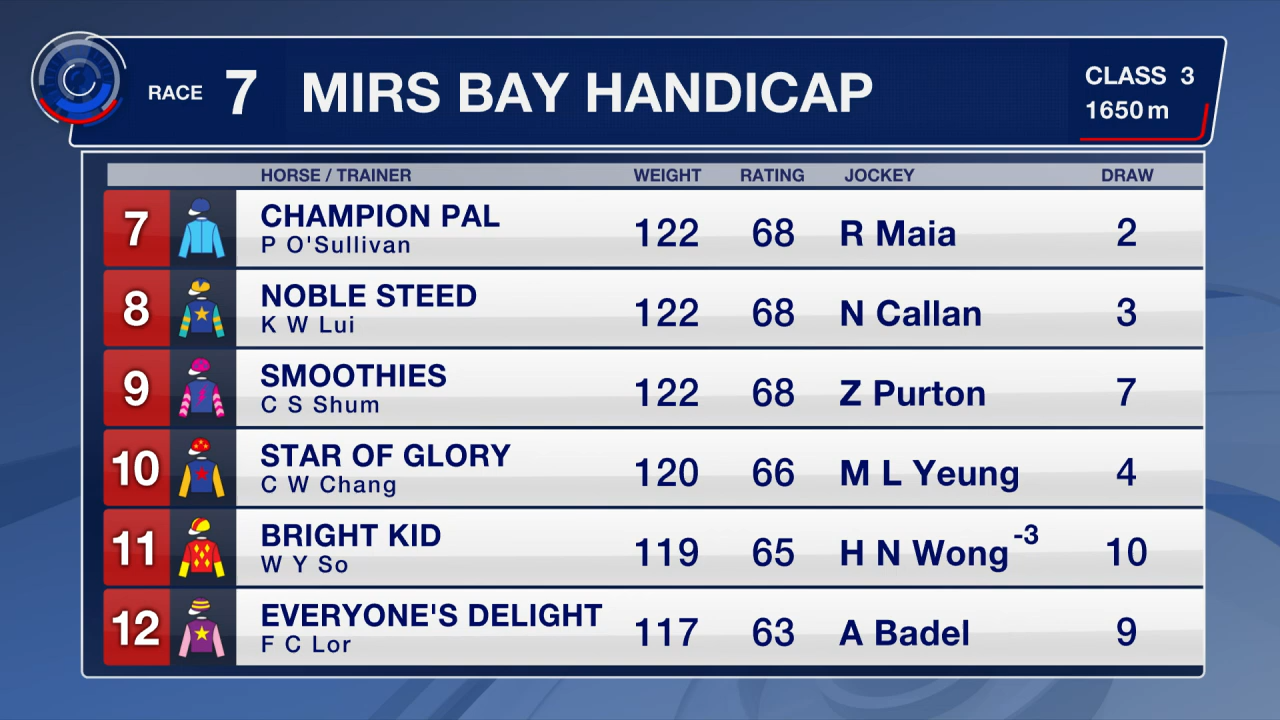 RACE 7 MIRS BAY HANDICAP CLASS 3
1650m
HORSE / TRAINER WEIGHT RATING JOCKEY DRAW
7 CHAMPION PAL 122 68 R Maia 2
P O'Sullivan
8 NOBLE STEED 122 68 N Callan 3
K W Lui
9 SMOOTHIES 122 68 Z Purton 7
C S Shum
10 STAR OF GLORY 120 66 M L Yeung 4
C W Chang
11 BRIGHT KID 119 65 H N Wong -3 10
W Y So
12 EVERYONE'S DELIGHT 117 63 A Badel 9
F C Lor